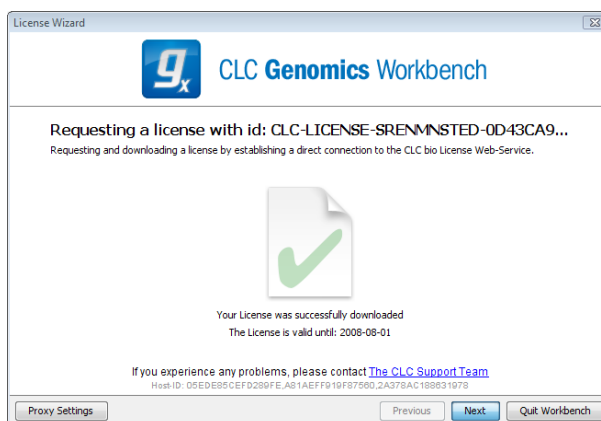 License Wizard
gx CLC Genomics Workbench
Requesting a license with id: CLC-LICENSE-SRENMNSTED-0D43CA9...
Requesting and downloading a license by establishing a direct connection to the CLC bio License Web-Service.
Your License was successfully downloaded
The License is valid until: 2008-08-01
If you experience any problems, please contact The CLC Support Team
Host-ID: 05EDE85CEFD289FE,A81AEFF919F87560,2A378AC188631978
Proxy Settings Previous Next Quit Workbench